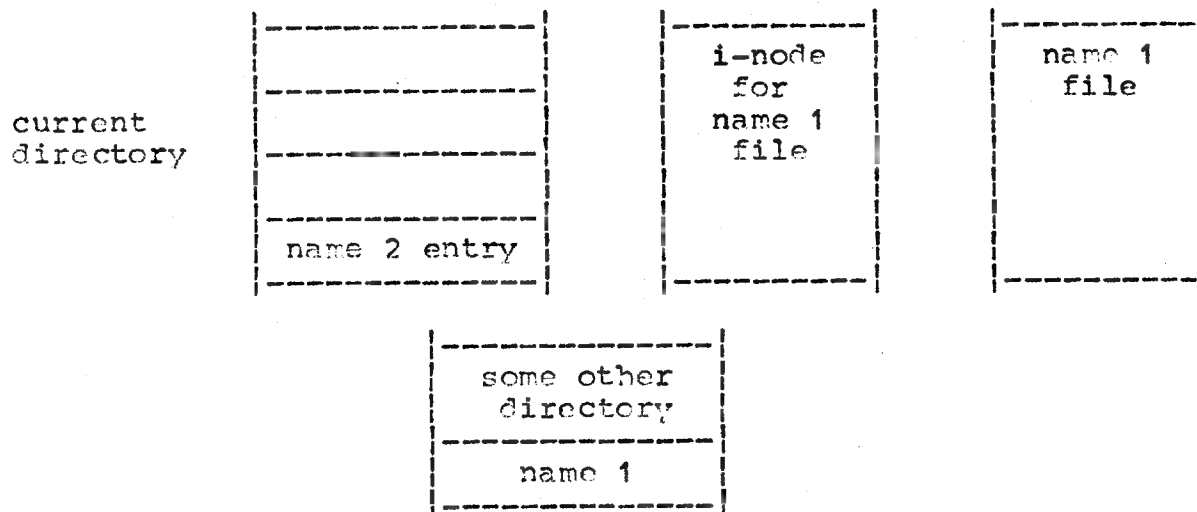 current
directory
name 2 entry
i-node
for
name 1
file
name 1
file
some other
directory
name 1